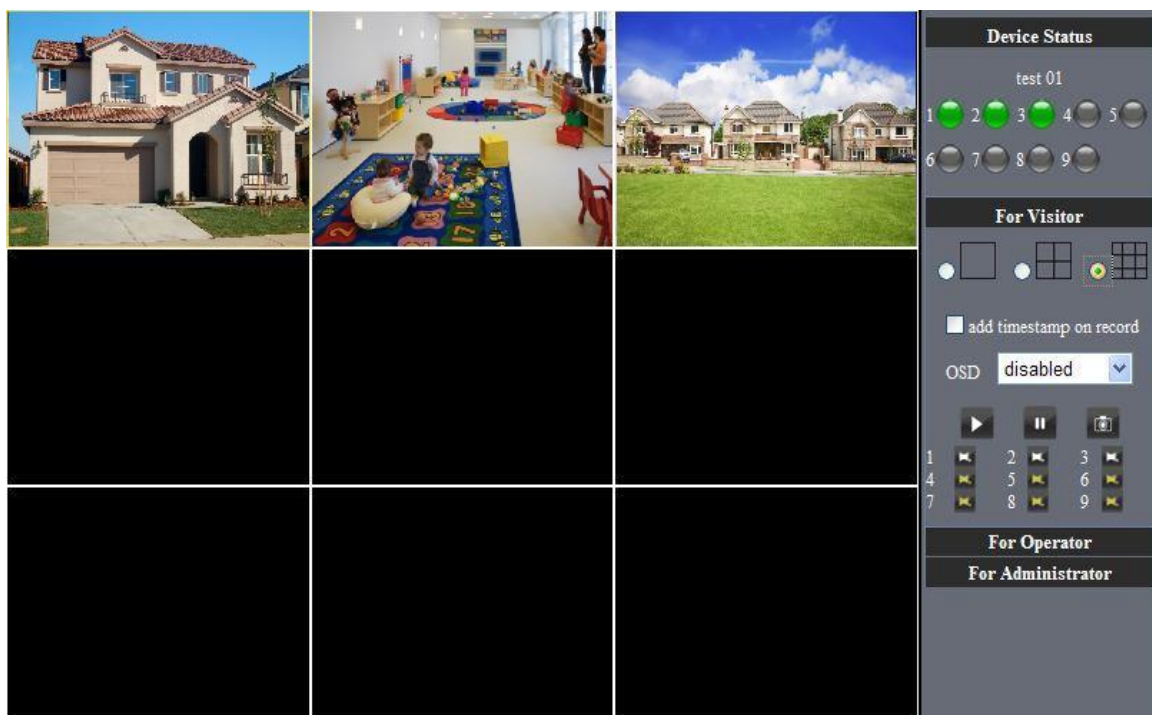 Device Status
test 01
1 2 3 4 5
6 7 8 9
For Visitor
add timestamp on record
OSD disabled
1 2 3
4 5 6
7 8 9
For Operator
For Administrator